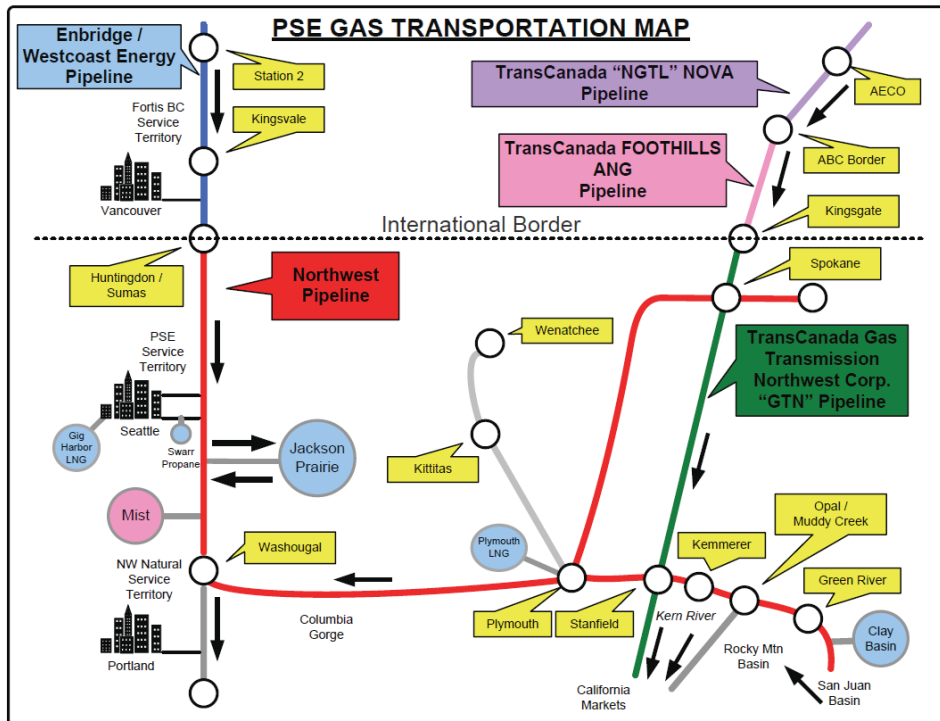 PSE GAS TRANSPORTATION MAP
Enbridge /
Westcoast Energy
Pipeline
Station 2
Fortis BC
Service
Territory
Kingsvale
Vancouver
TransCanada “NGTL” NOVA
Pipeline
AECO
TransCanada FOOTHILLS
ANG
Pipeline
ABC Border
Kingsgate
International Border
Huntingdon /
Sumas
Northwest
Pipeline
Spokane
PSE
Service
Territory
Wenatchee
TransCanada Gas
Transmission
Northwest Corp.
“GTN” Pipeline
Seattle
Gig
Harbor
LNG
Swarr
Propane
Jackson
Prairie
Kittitas
Mist
Washougal
Plymouth
LNG
Kemmerer
Opal /
Muddy Creek
Green River
NW Natural
Service
Territory
Columbia
Gorge
Plymouth
Stanfield
Kern River
Rocky Mtn
Basin
Clay
Basin
Portland
California
Markets
San Juan
Basin